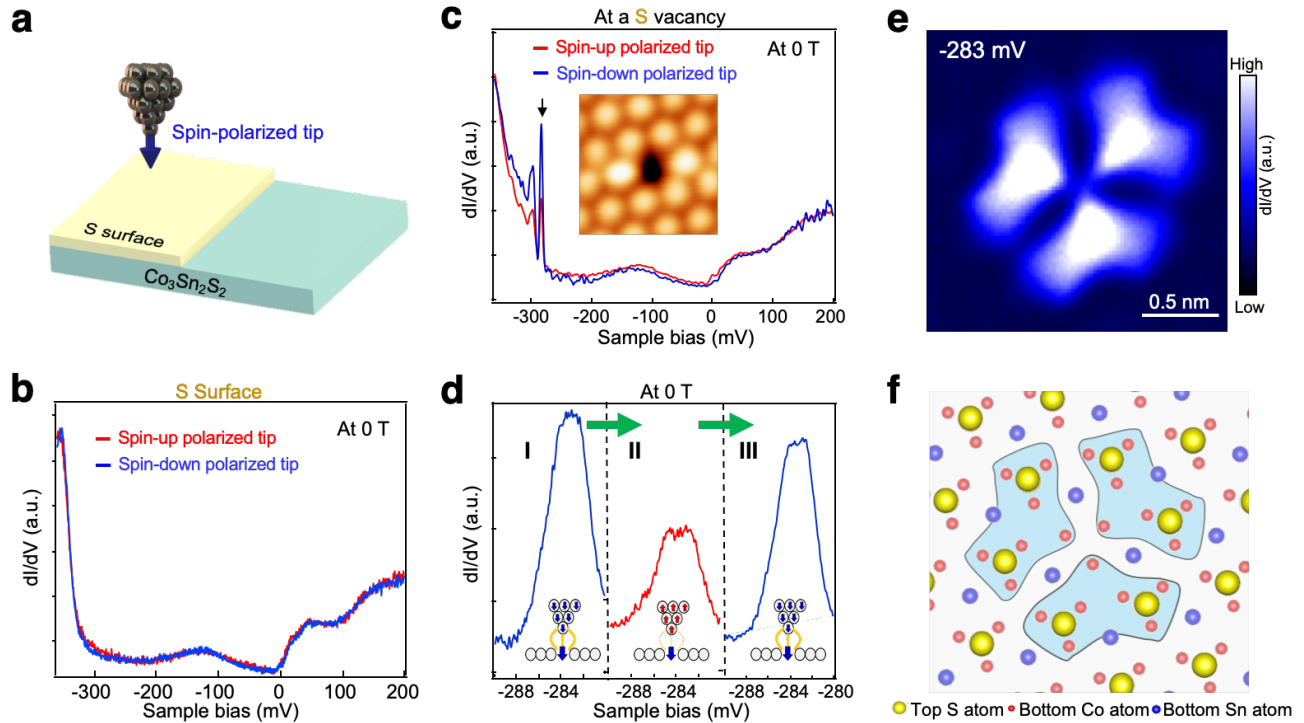 a
Spin-polarized tip
S surface
Co3Sn2S2
b
S Surface
Spin-up polarized tip
Spin-down polarized tip
At 0 T
dI/dV (a.u.)
-300 -200 -100 0 100 200
Sample bias (mV)
c
At a S vacancy
Spin-up polarized tip
Spin-down polarized tip
At 0 T
dI/dV (a.u.)
-300 -200 -100 0 100 200
Sample bias (mV)
d
At 0 T
I II III
dI/dV (a.u.)
-288 -284 -288 -284 -288 -284 -280
Sample bias (mV)
e
-283 mV
0.5 nm
High
dI/dV (a.u.)
Low
f
Top S atom Bottom Co atom Bottom Sn atom